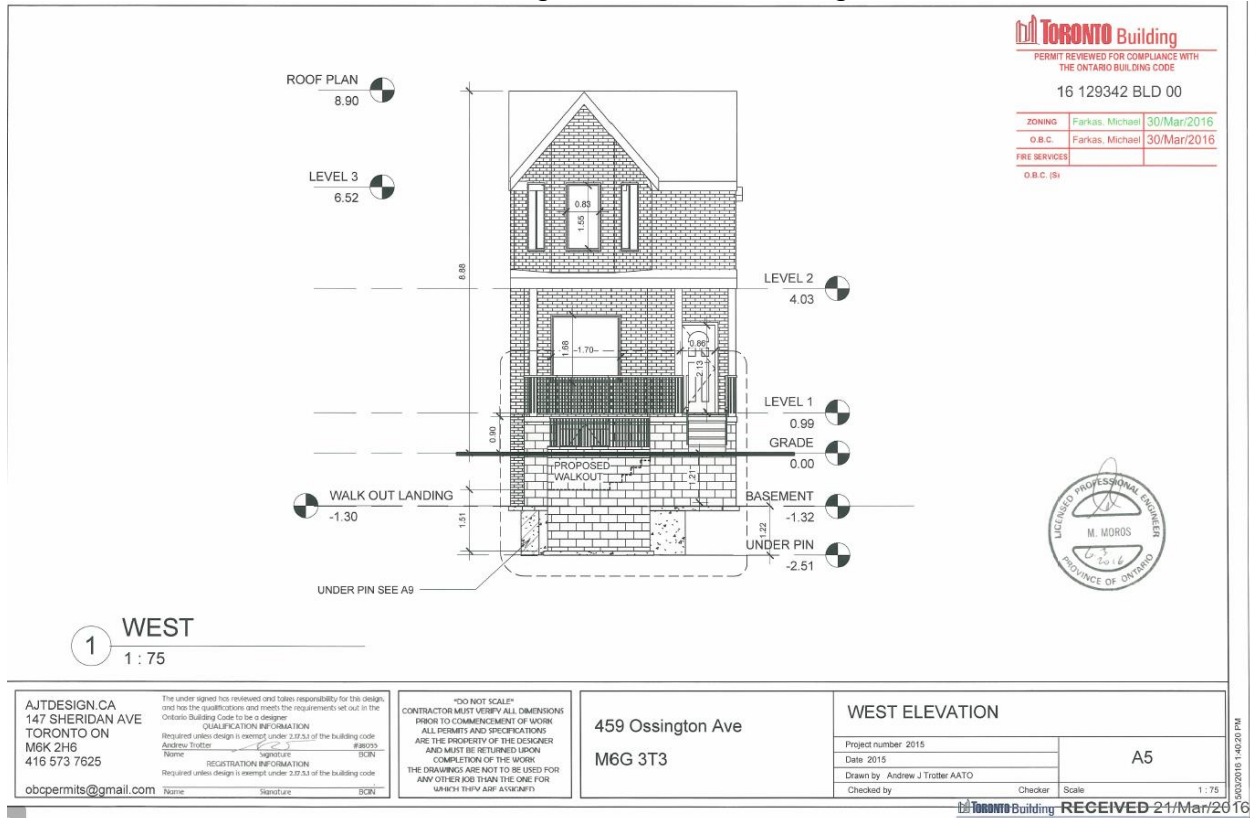 TORONTO Building
PERMIT REVIEWED FOR COMPLIANCE WITH
THE ONTARIO BUILDING CODE
16 129342 BLD 00
ZONING Farkas, Michael 30/Mar/2016
O.B.C. Farkas, Michael 30/Mar/2016
FIRE SERVICES
O.B.C. (S)
ROOF PLAN
8.90
LEVEL 3
6.52
0.83
1.55
8.88
LEVEL 2
4.03
1.68
1.70
0.86
2.13
LEVEL 1
0.99
0.90
GRADE
0.00
PROPOSED
WALKOUT
1.21
WALK OUT LANDING
-1.30
BASEMENT
-1.32
1.51
1.22
UNDER PIN
-2.51
UNDER PIN SEE A9
LICENSED PROFESSIONAL ENGINEER
M. MOROS
2016
PROVINCE OF ONTARIO
1 WEST
1 : 75
AJTDESIGN.CA
147 SHERIDAN AVE
TORONTO ON
M6K 2H6
416 573 7625
obcpermits@gmail.com
The under signed has reviewed and takes responsibility for this design,
and has the qualifications and meets the requirements set out in the
Ontario Building Code to be a designer
QUALIFICATION INFORMATION
Required unless design is exempt under 2.17.5.1 of the building code
Andrew Trotter
Name Signature BCIN
REGISTRATION INFORMATION
Required unless design is exempt under 2.17.5.1 of the building code
Name Signature BCIN
"DO NOT SCALE"
CONTRACTOR MUST VERIFY ALL DIMENSIONS
PRIOR TO COMMENCEMENT OF WORK
ALL PERMITS AND SPECIFICATIONS
ARE THE PROPERTY OF THE DESIGNER
AND MUST BE RETURNED UPON
COMPLETION OF THE WORK
THE DRAWINGS ARE NOT TO BE USED FOR
ANY OTHER JOB THAN THE ONE FOR
WHICH THEY ARE ASSIGNED
459 Ossington Ave
M6G 3T3
WEST ELEVATION
Project number 2015
Date 2015
Drawn by Andrew J Trotter AATO
Checked by Checker
A5
Scale 1 : 75
5/03/2016 1:40:20 PM
TORONTO Building RECEIVED 21/Mar/2016